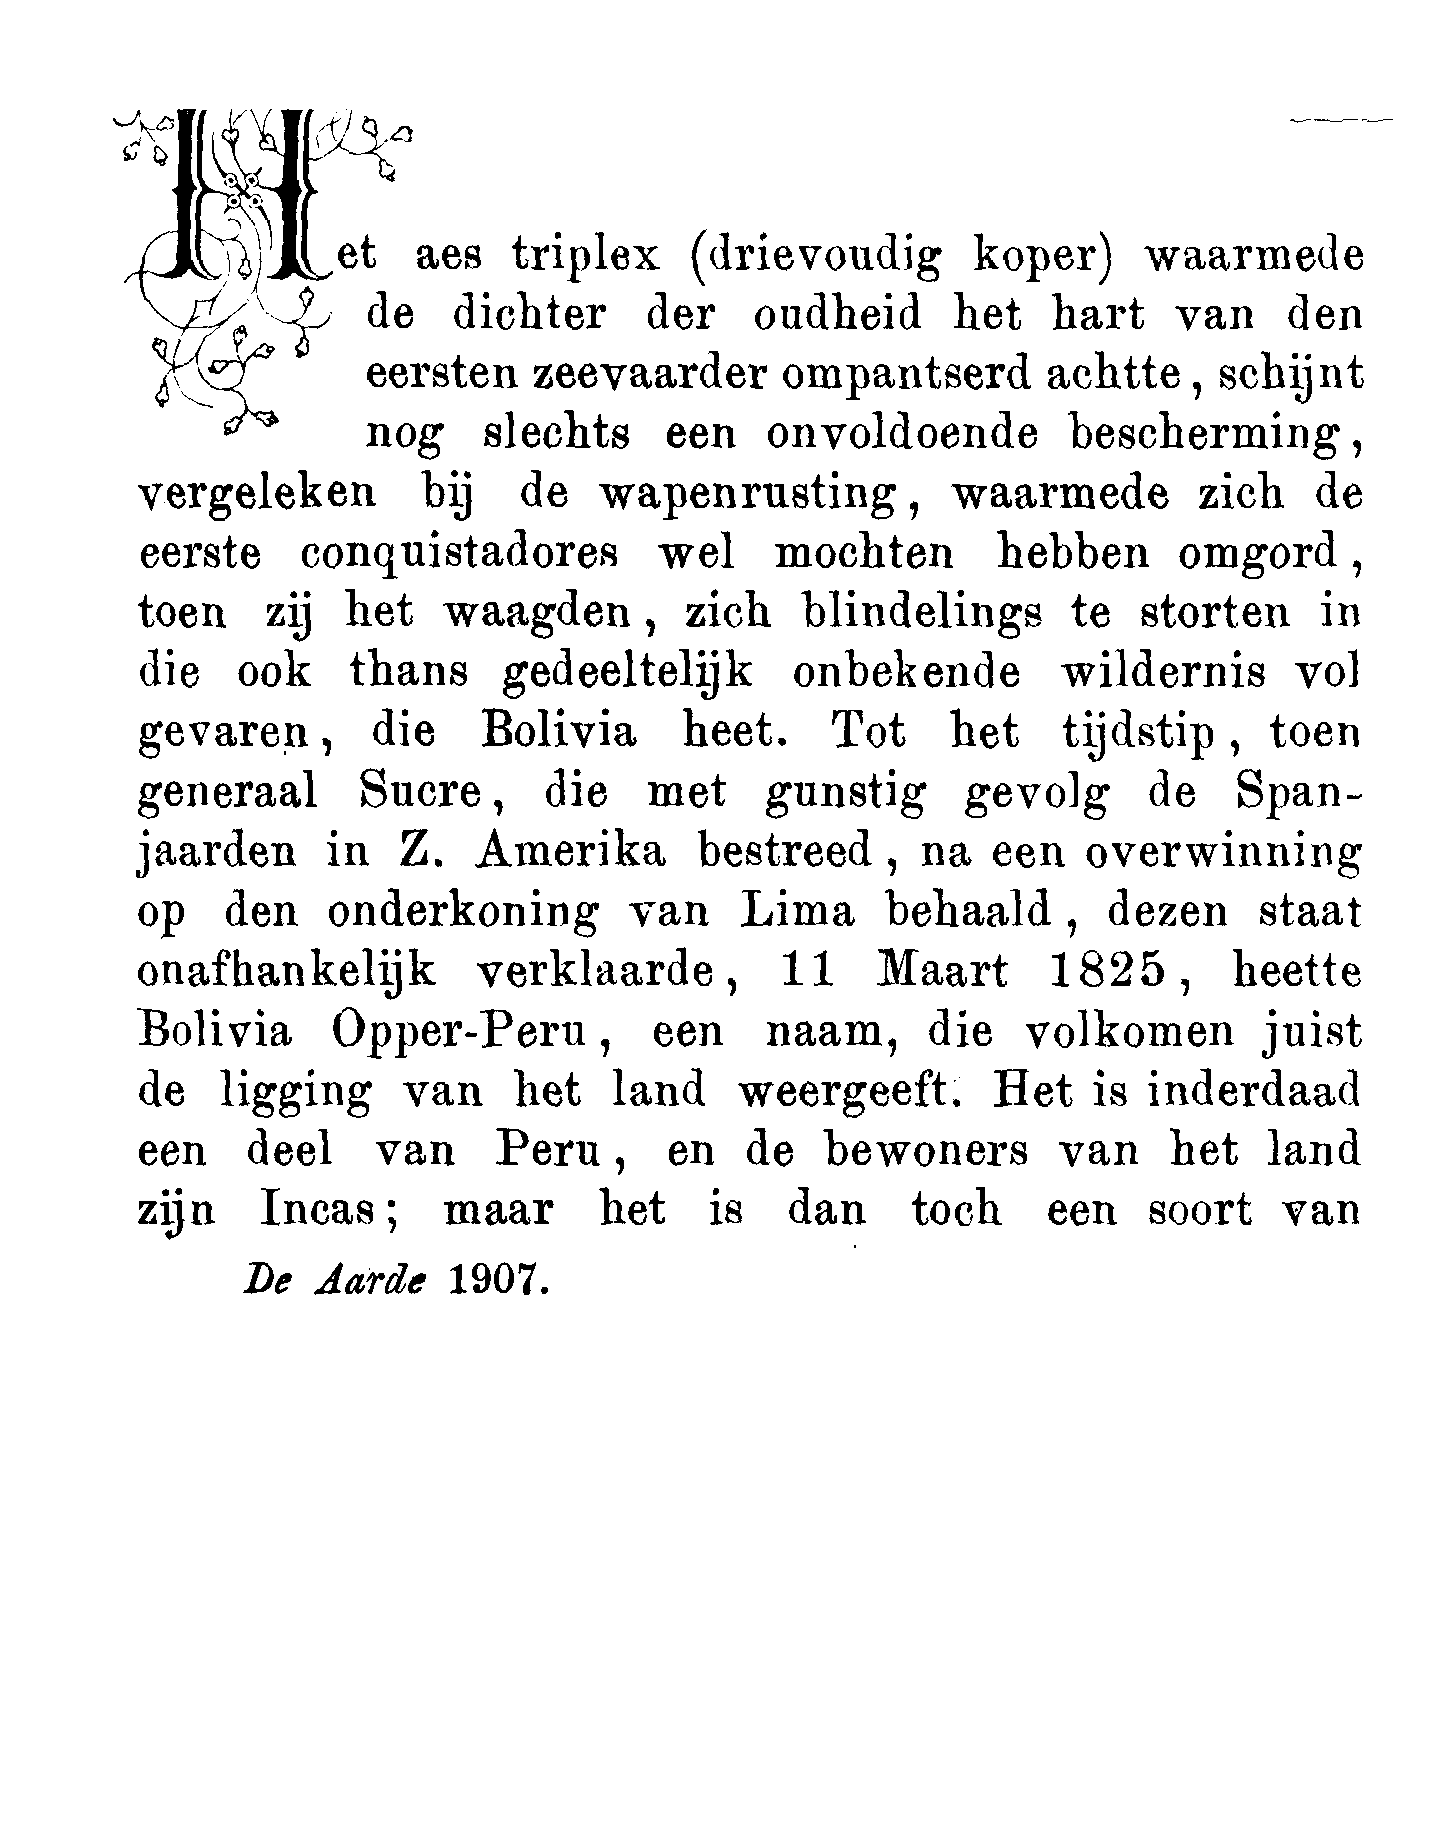 Het aes triplex (drievoudig koper) waarmede
de dichter der oudheid het hart van den
eersten zeevaarder ompantserd achtte, schijnt
nog slechts een onvoldoende bescherming,
vergeleken bij de wapenrusting, waarmede zich de
eerste conquistadores wel mochten hebben omgord,
toen zij het waagden, zich blindelings te storten in
die ook thans gedeeltelijk onbekende wildernis vol
gevaren, die Bolivia heet. Tot het tijdstip, toen
generaal Sucre, die met gunstig gevolg de Span-
jaarden in Z. Amerika bestreed, na een overwinning
op den onderkoning van Lima behaald, dezen staat
onafhankelijk verklaarde, 11 Maart 1825, heette
Bolivia Opper-Peru, een naam, die volkomen juist
de ligging van het land weergeeft. Het is inderdaad
een deel van Peru, en de bewoners van het land
zijn Incas; maar het is dan toch een soort van
De Aarde 1907.